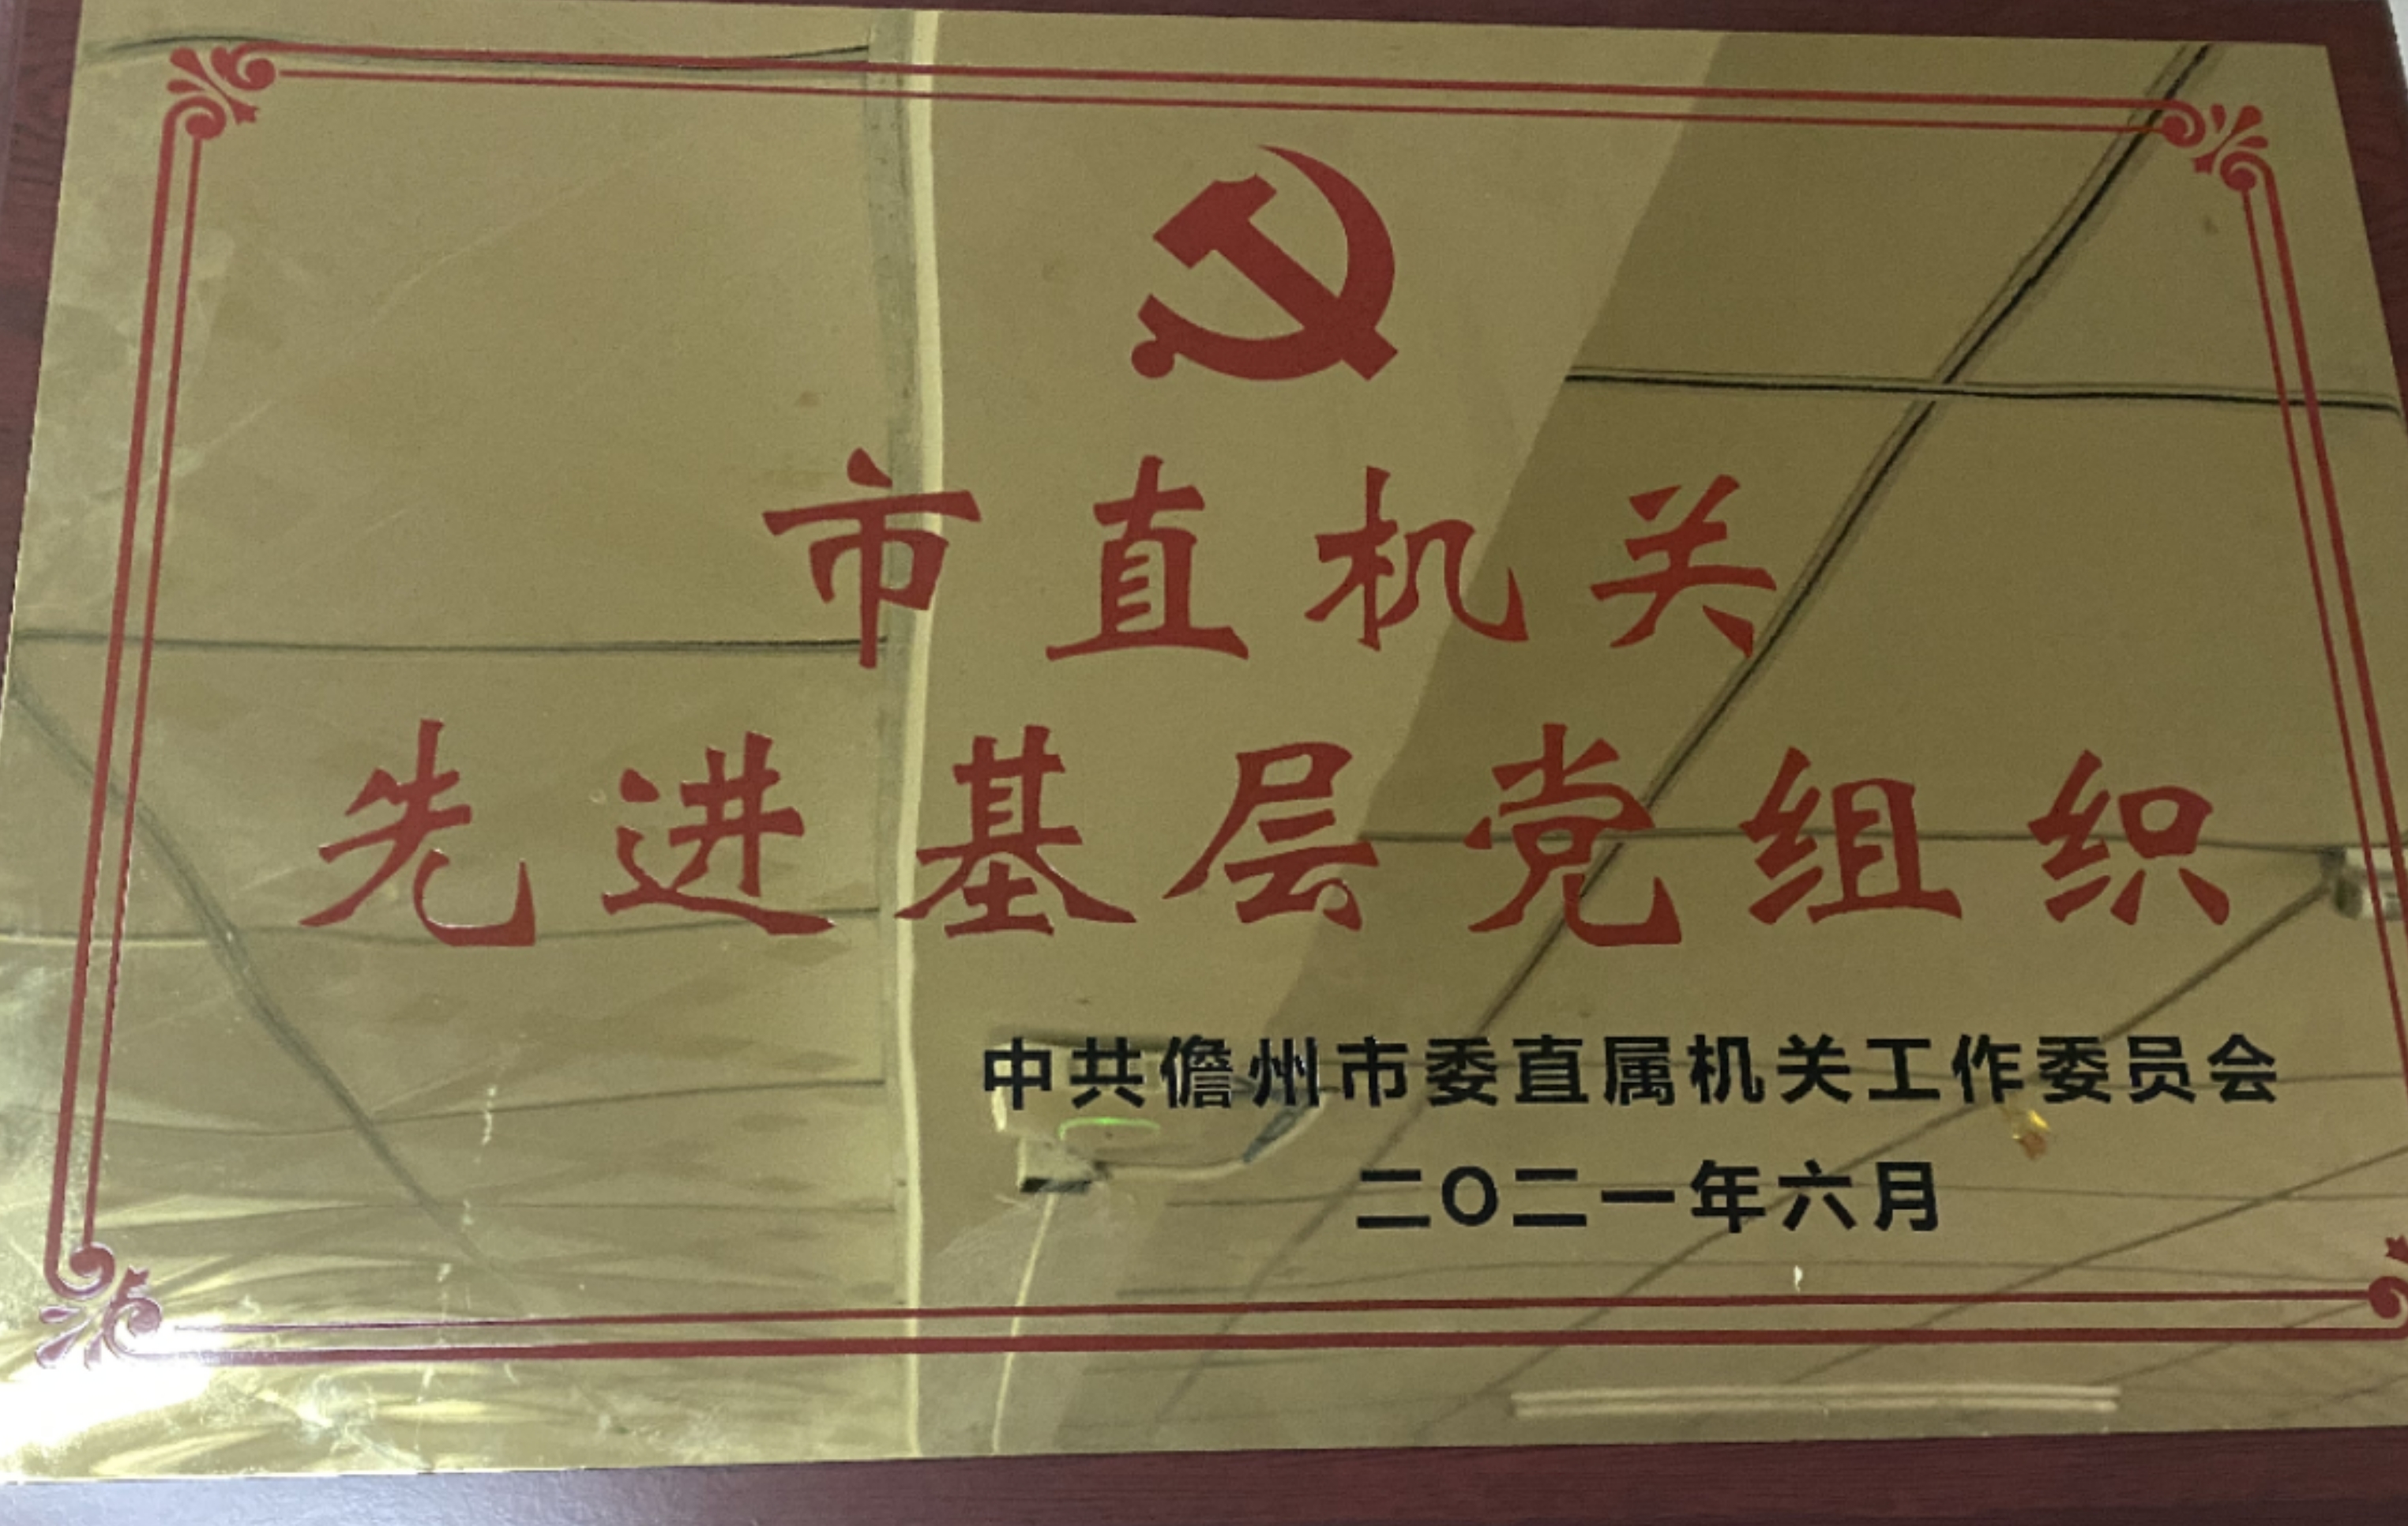 市直机关
先进基层党组织
中共儋州市委直属机关工作委员会
二〇二一年六月